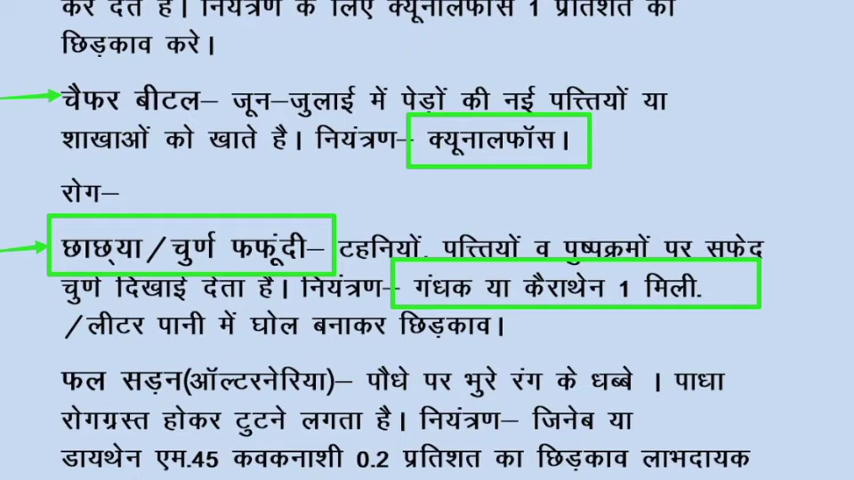 कर देते है। नियंत्रण के लिए क्यूनालफॉस 1 प्रतिशत का
छिड़काव करे।
चैफर बीटल– जून–जुलाई में पेड़ों की नई पत्त्तियों या
शाखाओं को खाते है। नियंत्रण– क्यूनालफॉस।
रोग–
छाछ्या/चुर्ण फफूंदी– टहनियों, पत्त्तियों व पुष्पक्रमों पर सफेद
चुर्ण दिखाई देता है। नियंत्रण– गंधक या कैराथेन 1 मिली.
/लीटर पानी में घोल बनाकर छिड़काव।
फल सड़न(ऑल्टरनेरिया)– पौधे पर भुरे रंग के धब्बे । पाधा
रोगग्रस्त होकर टुटने लगता है। नियंत्रण– जिनेब या
डायथेन एम.45 कवकनाशी 0.2 प्रतिशत का छिड़काव लाभदायक